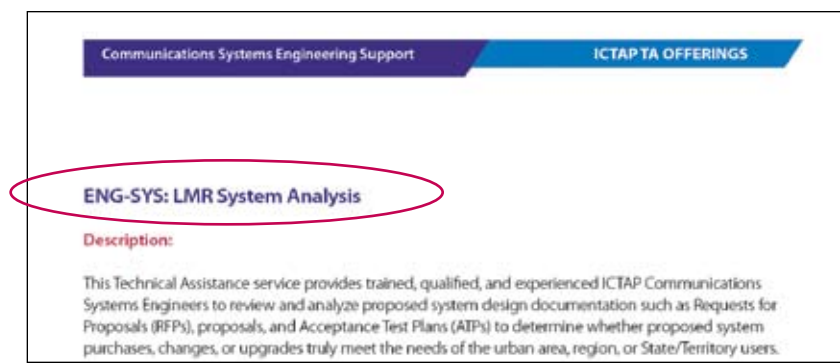 Communications Systems Engineering Support
ICTAP TA OFFERINGS
ENG-SYS: LMR System Analysis
Description:
This Technical Assistance service provides trained, qualified, and experienced ICTAP Communications
Systems Engineers to review and analyze proposed system design documentation such as Requests for
Proposals (RFPs), proposals, and Acceptance Test Plans (ATPs) to determine whether proposed system
purchases, changes, or upgrades truly meet the needs of the urban area, region, or State/Territory users.